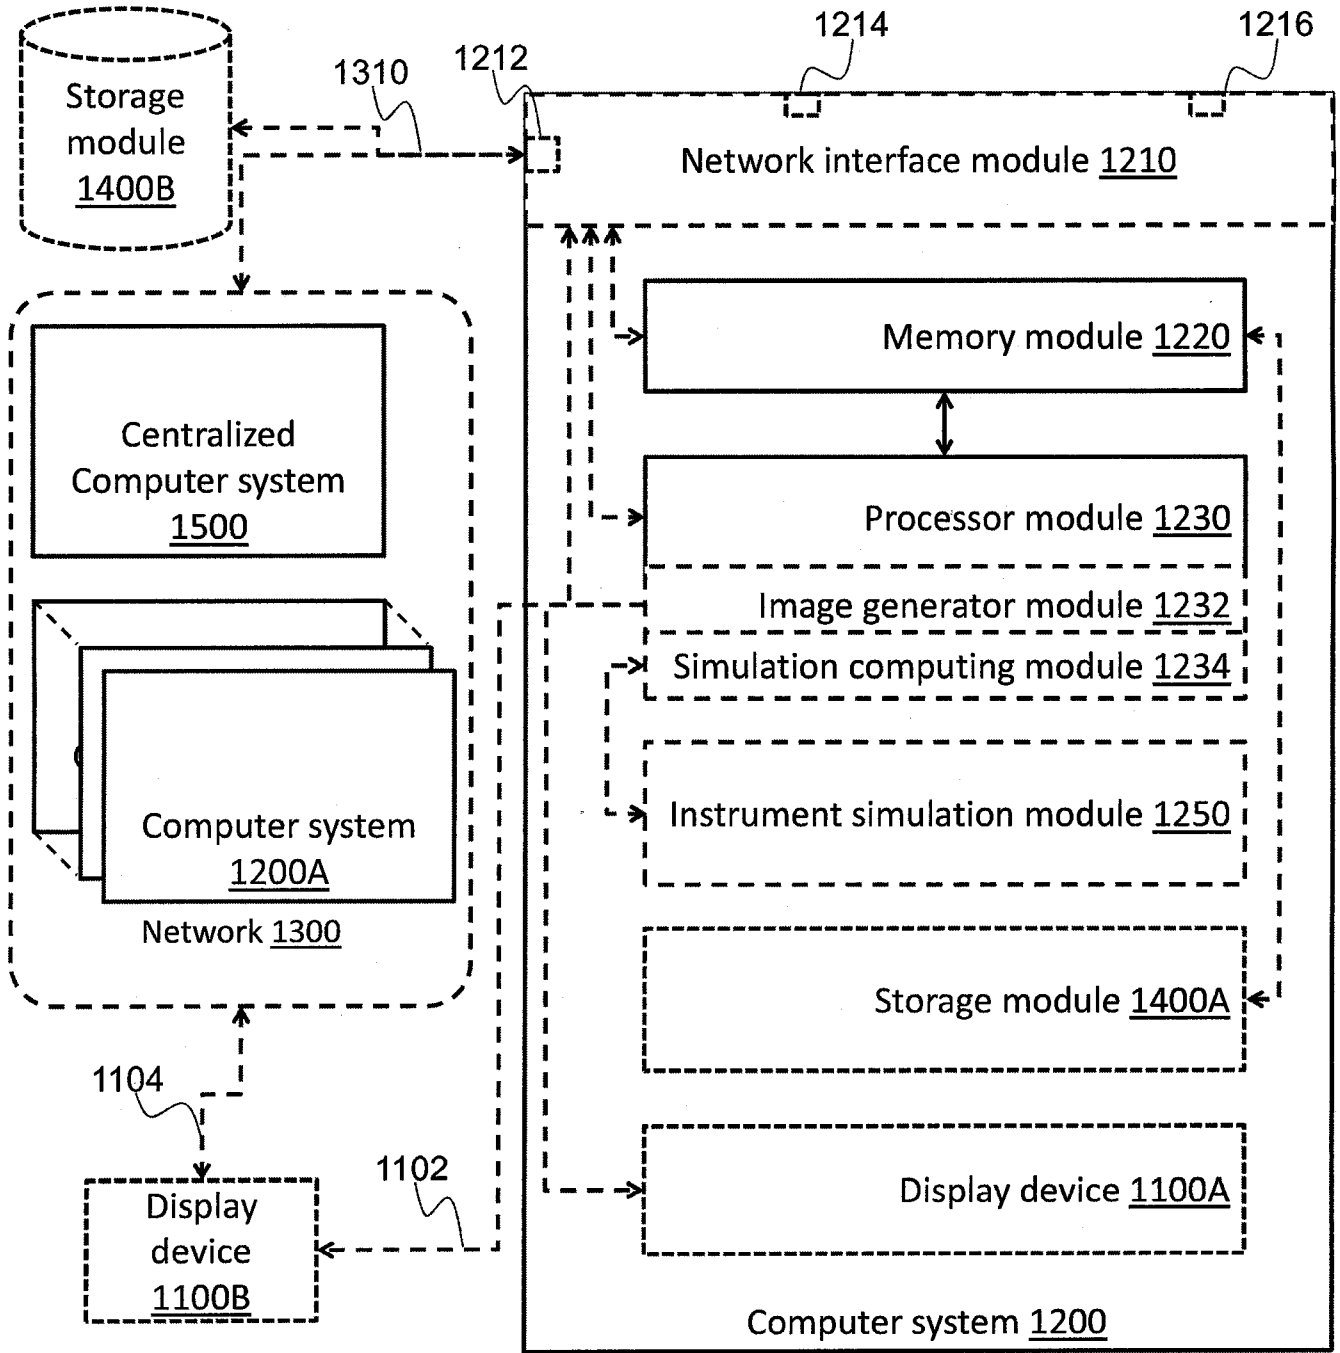 1214
1216
1212
1310
Storage
module
1400B
Network interface module 1210
Memory module 1220
Centralized
Computer system
1500
Processor module 1230
Image generator module 1232
Simulation computing module 1234
Instrument simulation module 1250
Computer system
1200A
Network 1300
Storage module 1400A
1104
1102
Display
device
1100B
Display device 1100A
Computer system 1200